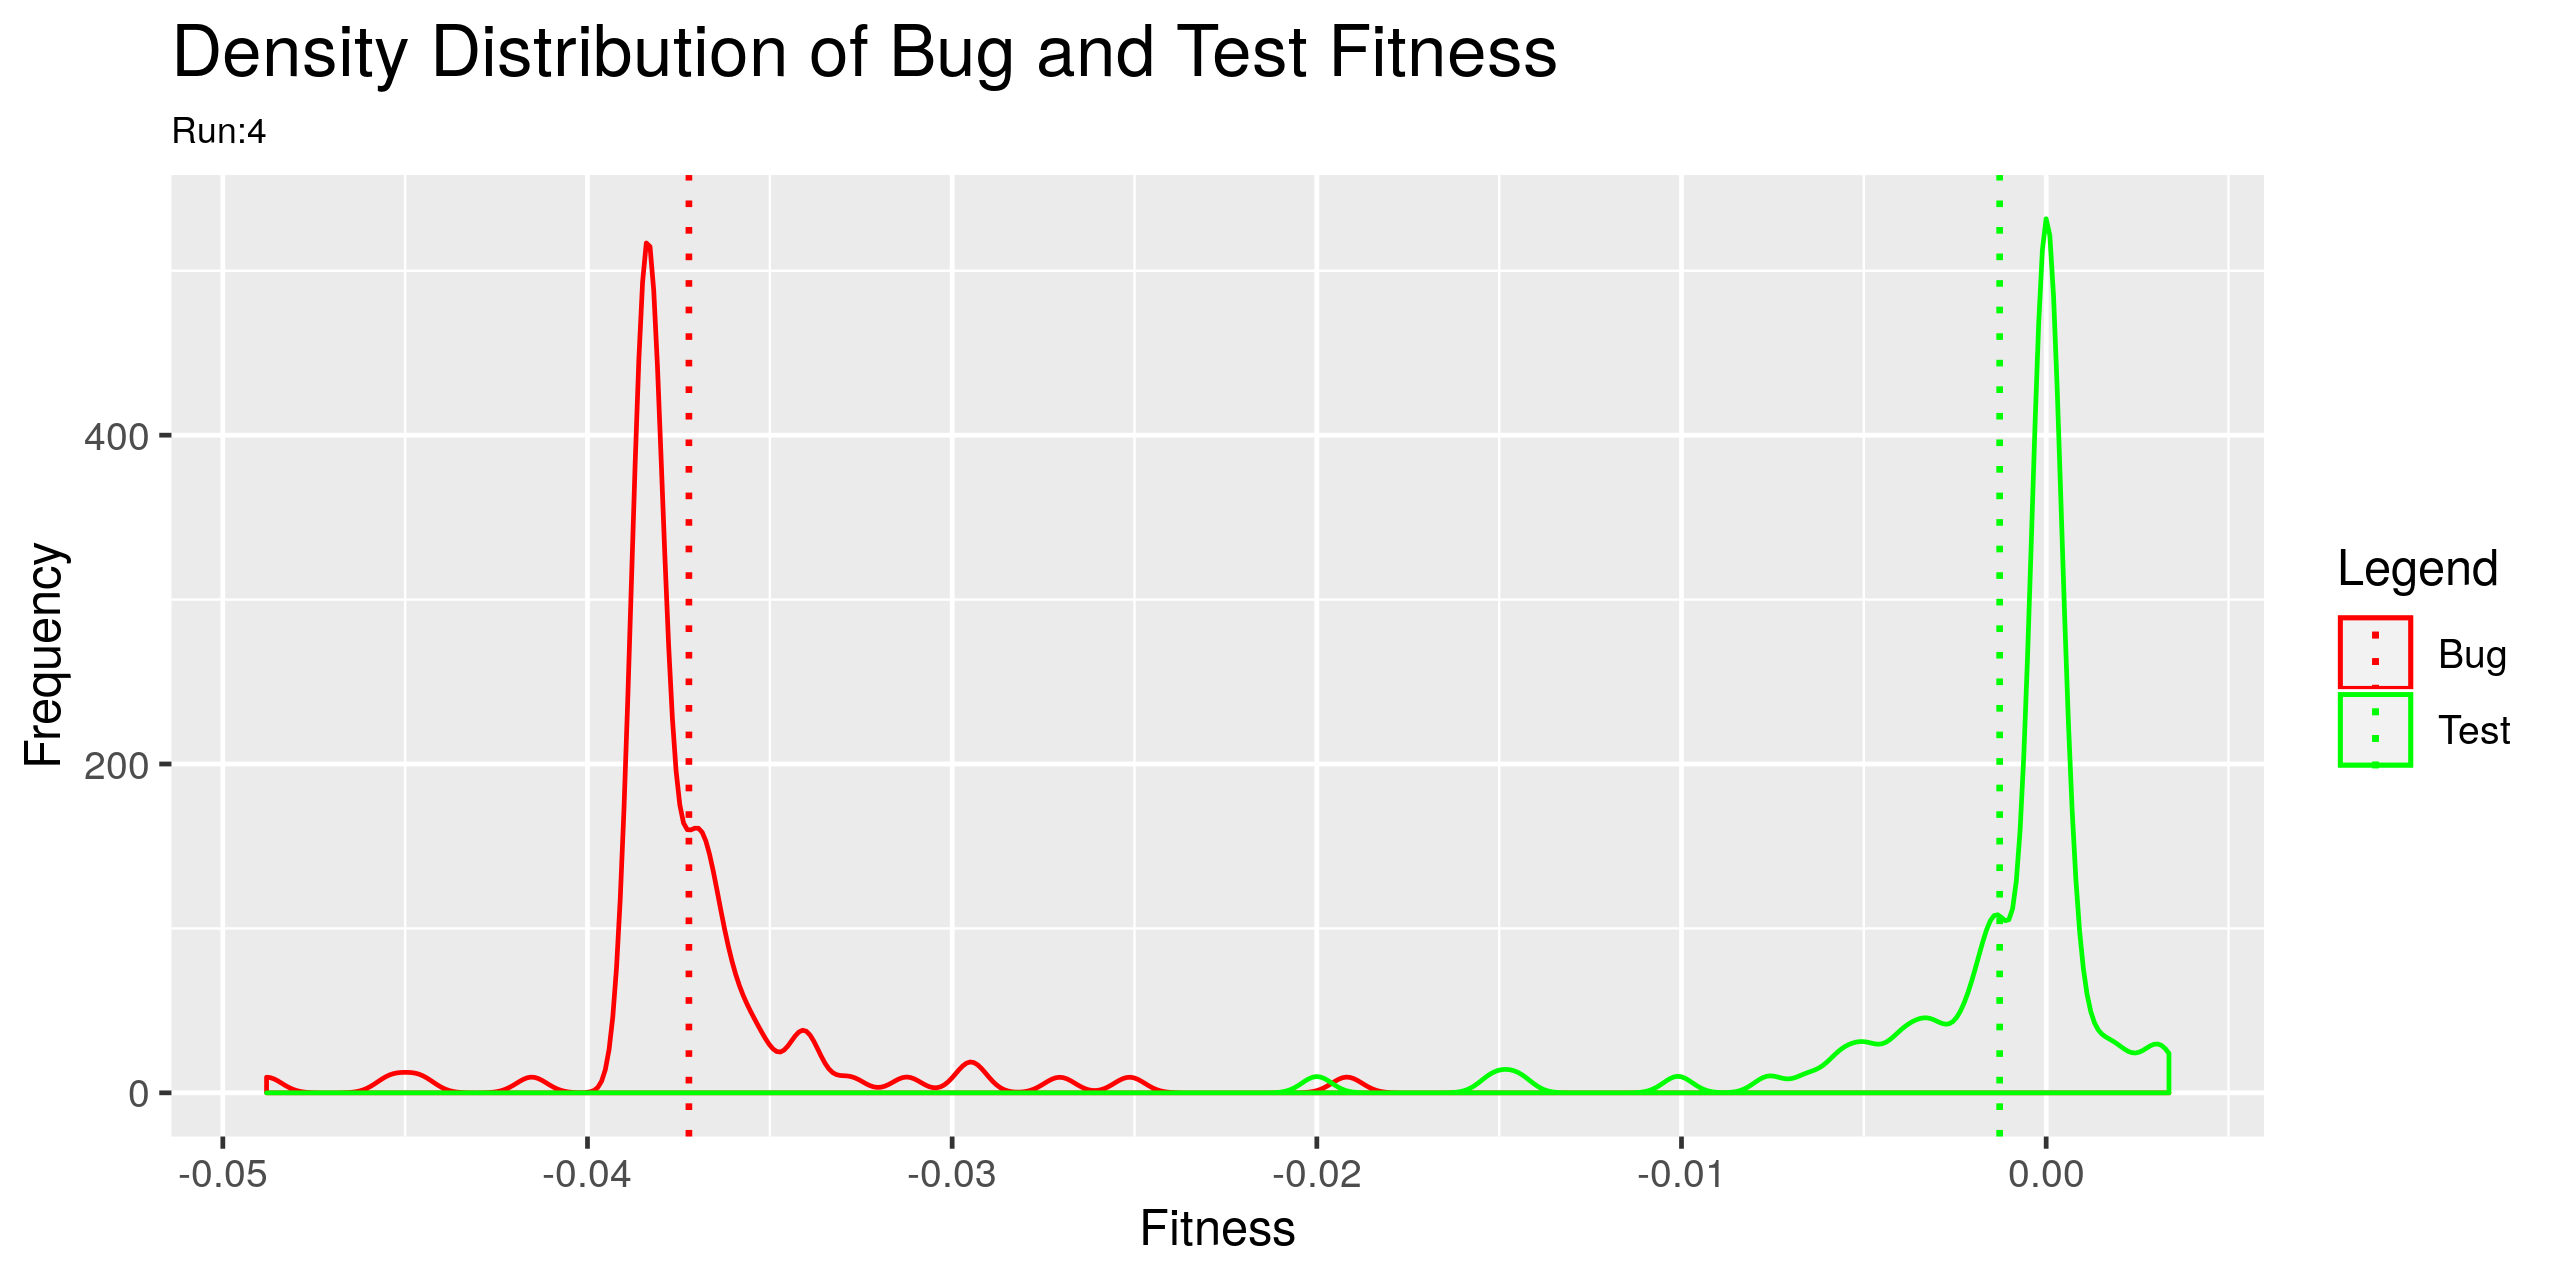 Density Distribution of Bug and Test Fitness
Run:4
Frequency
400
200
0
-0.05 -0.04 -0.03 -0.02 -0.01 0.00
Fitness
Legend
Bug
Test